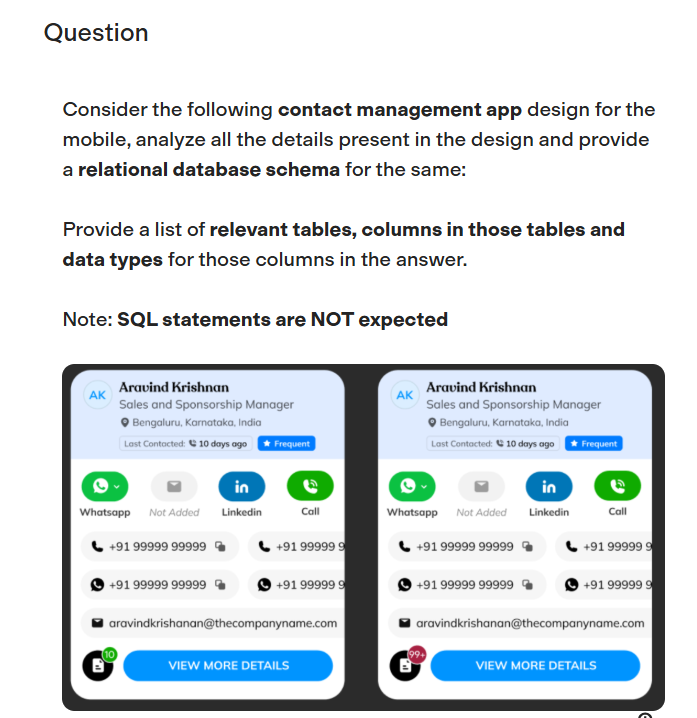 Question
Consider the following contact management app design for the
mobile, analyze all the details present in the design and provide
a relational database schema for the same:
Provide a list of relevant tables, columns in those tables and
data types for those columns in the answer.
Note: SQL statements are NOT expected
AK
Aravind Krishnan
Sales and Sponsorship Manager
Bengaluru, Karnataka, India
Last Contacted: 10 days ago
Frequent
in
Whatsapp
Not Added
Linkedin
Call
+91 99999 99999
+91 99999 9
+91 99999 99999
+91 99999 9
aravindkrishanan@thecompanyname.com
10
VIEW MORE DETAILS
AK
Aravind Krishnan
Sales and Sponsorship Manager
Bengaluru, Karnataka, India
Last Contacted: 10 days ago
Frequent
in
Whatsapp
Not Added
Linkedin
Call
+91 99999 99999
+91 99999 9
+91 99999 99999
+91 99999 9
aravindkrishanan@thecompanyname.com
99+
VIEW MORE DETAILS